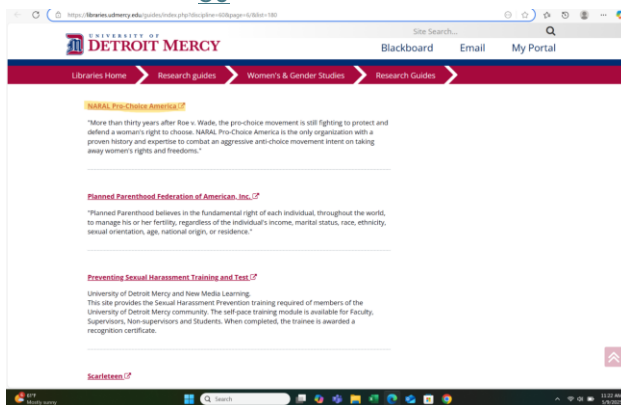 https://libraries.udmercy.edu/guides/index.php?discipline=60&page=6/&list=180
Site Search...
UNIVERSITY OF
DETROIT MERCY
Blackboard Email My Portal
Libraries Home Research guides Women's & Gender Studies Research Guides
NARAL Pro-Choice America
"More than thirty years after Roe v. Wade, the pro-choice movement is still fighting to protect and
defend a woman's right to choose. NARAL Pro-Choice America is the only organization with a
proven history and expertise to combat an aggressive anti-choice movement intent on taking
away women's rights and freedoms."
Planned Parenthood Federation of American, Inc.
"Planned Parenthood believes in the fundamental right of each individual, throughout the world,
to manage his or her fertility, regardless of the individual's income, marital status, race, ethnicity,
sexual orientation, age, national origin, or residence."
Preventing Sexual Harassment Training and Test
University of Detroit Mercy and New Media Learning.
This site provides the Sexual Harassment Prevention training required of members of the
University of Detroit Mercy community. The self-pace training module is available for Faculty,
Supervisors, Non-supervisors and Students. When completed, the trainee is awarded a
recognition certificate.
Scarleteen
Mostly sunny
Search
11:22 AM